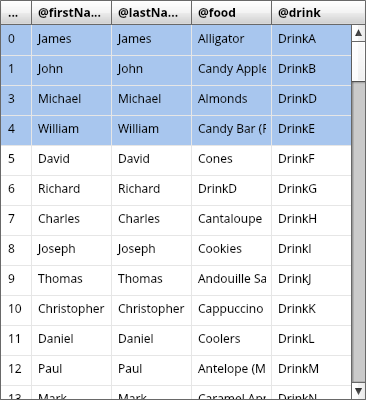 ... @firstNa... @lastNa... @food @drink
0 James James Alligator DrinkA
1 John John Candy Apple DrinkB
3 Michael Michael Almonds DrinkD
4 William William Candy Bar (F DrinkE
5 David David Cones DrinkF
6 Richard Richard DrinkD DrinkG
7 Charles Charles Cantaloupe DrinkH
8 Joseph Joseph Cookies DrinkI
9 Thomas Thomas Andouille Sa DrinkJ
10 Christopher Christopher Cappuccino DrinkK
11 Daniel Daniel Coolers DrinkL
12 Paul Paul Antelope (M DrinkM
13 Mark Mark Caramel App DrinkN